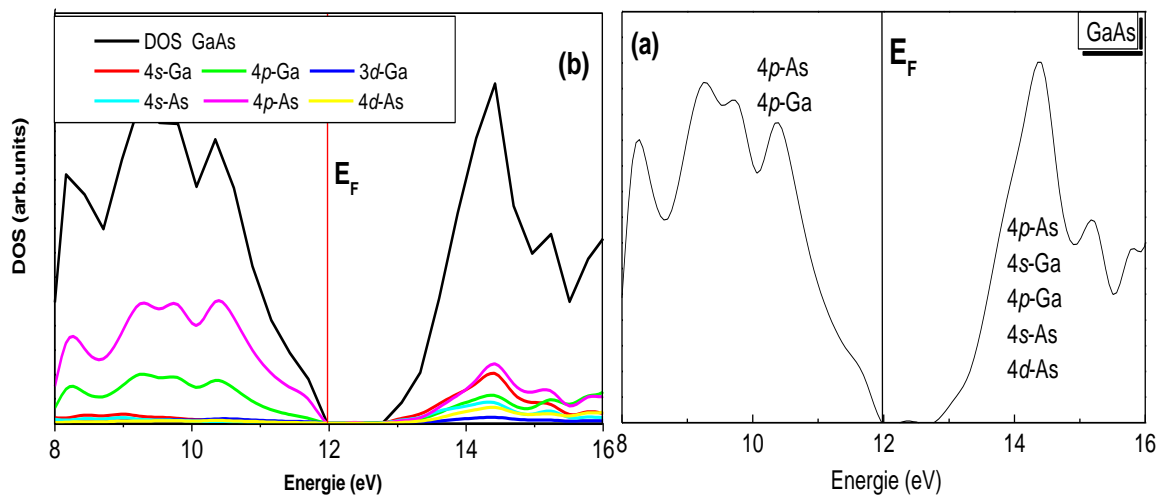 DOS GaAs
4s-Ga 4p-Ga 3d-Ga
4s-As 4p-As 4d-As
(b)
E_F
DOS (arb.units)
8 10 12 14 16
Energie (eV)
(a)
GaAs
4p-As
4p-Ga
E_F
4p-As
4s-Ga
4p-Ga
4s-As
4d-As
8 10 12 14 16
Energie (eV)